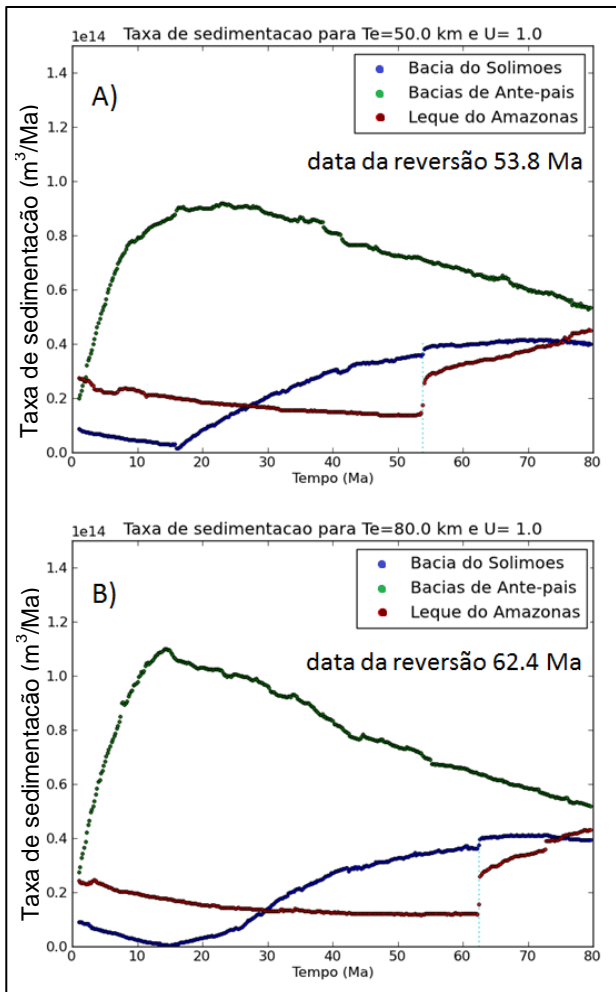 Taxa de sedimentacao para Te=50.0 km e U= 1.0
1e14
A)
Bacia do Solimoes
Bacias de Ante-pais
Leque do Amazonas
data da reversão 53.8 Ma
Taxa de sedimentação (m³/Ma)
1.4
1.2
1.0
0.8
0.6
0.4
0.2
0.0
0 10 20 30 40 50 60 70 80
Tempo (Ma)
Taxa de sedimentacao para Te=80.0 km e U= 1.0
1e14
B)
Bacia do Solimoes
Bacias de Ante-pais
Leque do Amazonas
data da reversão 62.4 Ma
Taxa de sedimentação (m³/Ma)
1.4
1.2
1.0
0.8
0.6
0.4
0.2
0.0
0 10 20 30 40 50 60 70 80
Tempo (Ma)